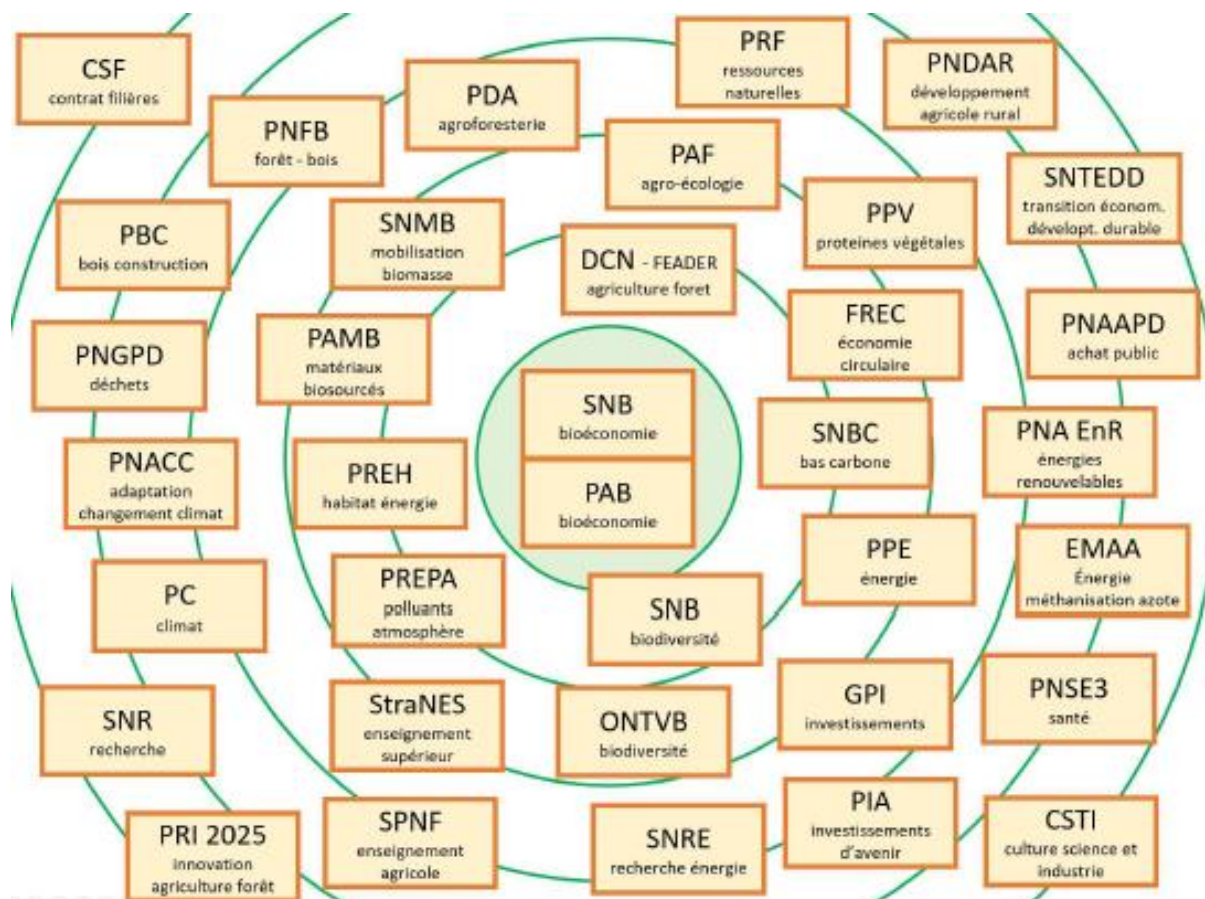 CSF
contrat filières
PRF
ressources
naturelles
PNDAR
développement
agricole rural
PDA
agroforesterie
PNFB
forêt - bois
PAF
agro-écologie
SNTEDD
transition économ.
dévelopt. durable
PPV
proteines végétales
SNMB
mobilisation
biomasse
PBC
bois construction
DCN - FEADER
agriculture foret
FREC
économie
circulaire
PNAAPD
achat public
PAMB
matériaux
biosourcés
PNGPD
déchets
SNB
bioéconomie
SNBC
bas carbone
PNA EnR
énergies
renouvelables
PNACC
adaptation
changement climat
PREH
habitat énergie
PAB
bioéconomie
PPE
énergie
EMAA
Énergie
méthanisation azote
PREPA
polluants
atmosphère
PC
climat
SNB
biodiversité
GPI
investissements
PNSE3
santé
StraNES
enseignement
supérieur
ONTVB
biodiversité
SNR
recherche
PIA
investissements
d'avenir
CSTI
culture science et
industrie
SPNF
enseignement
agricole
SNRE
recherche énergie
PRI 2025
innovation
agriculture forêt